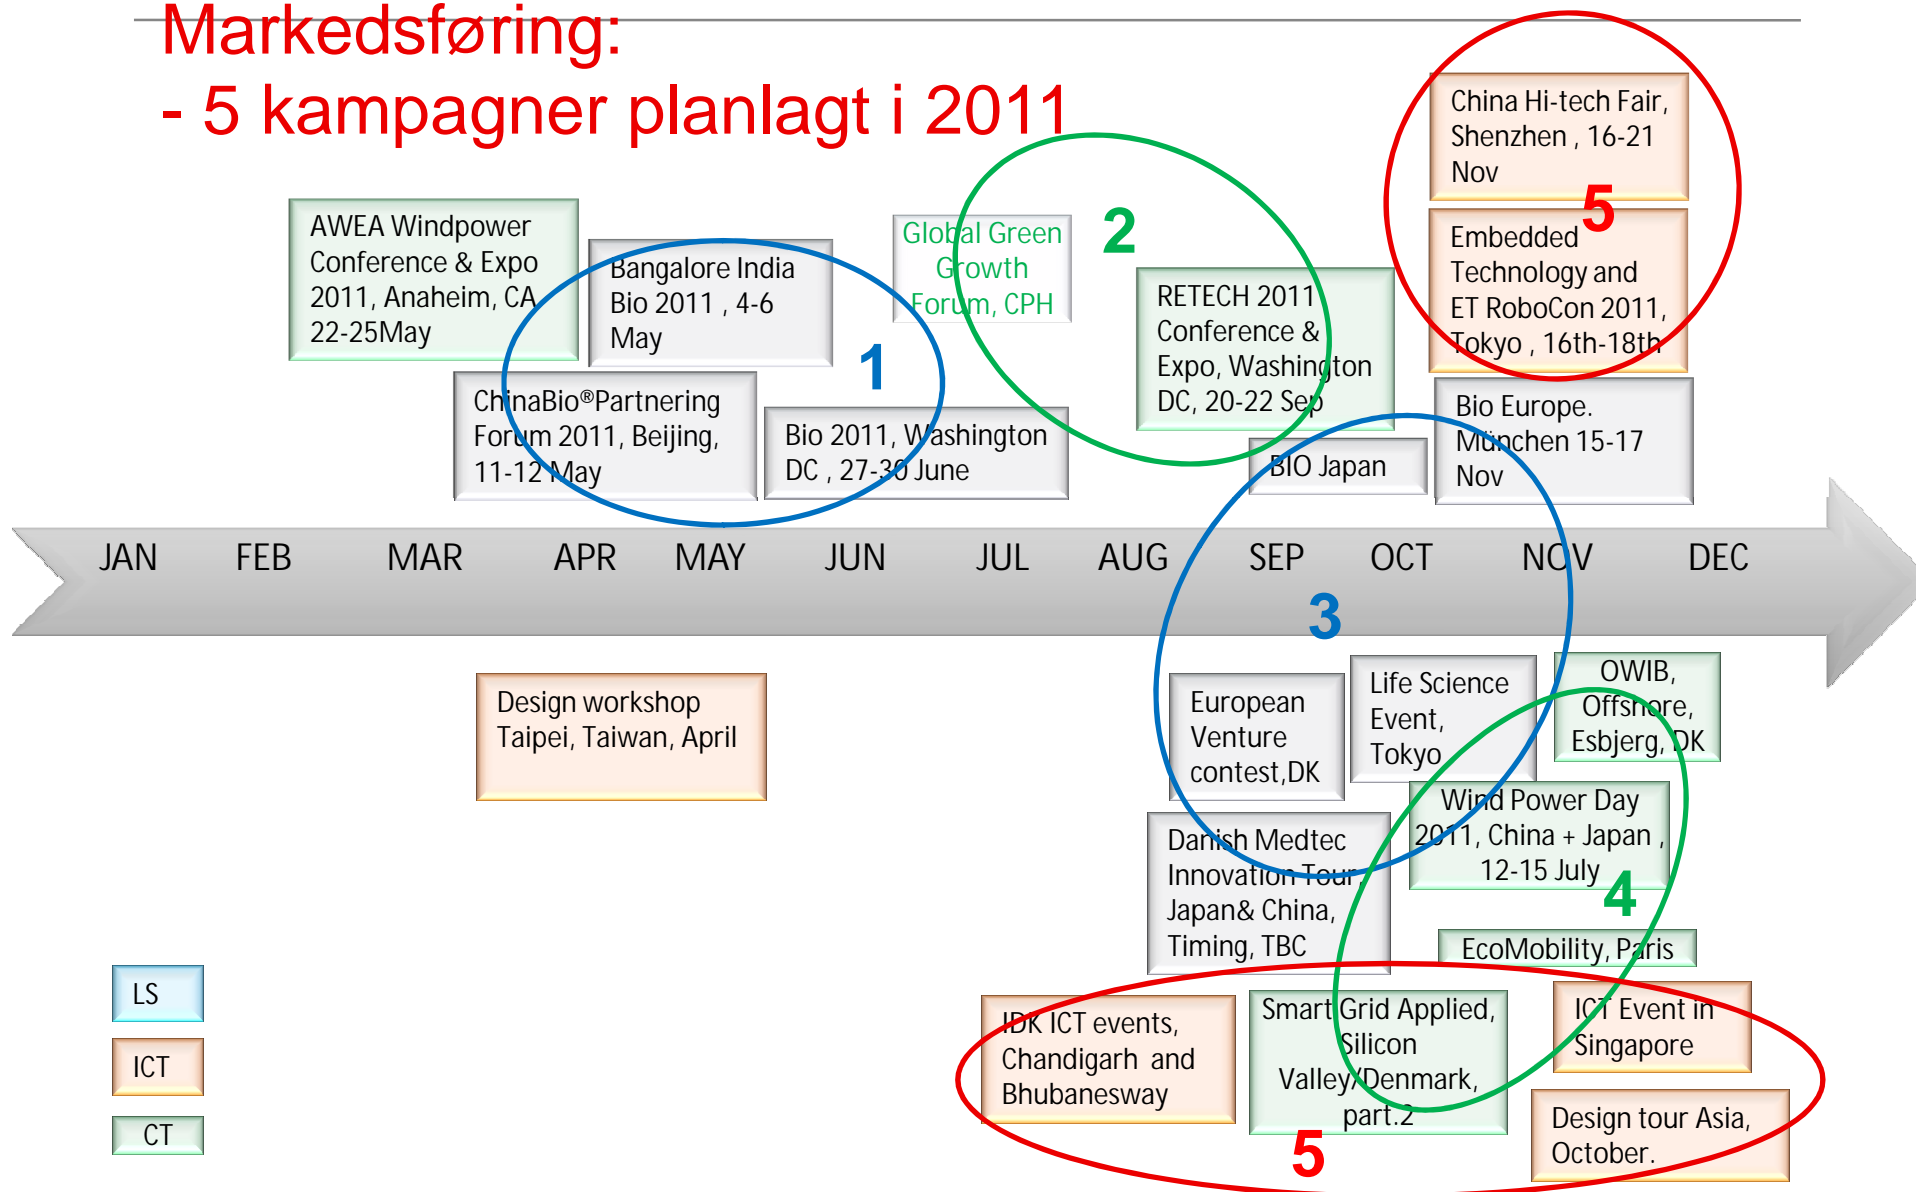 Markedsføring:
- 5 kampagner planlagt i 2011
China Hi-tech Fair,
Shenzhen , 16-21
Nov
5
AWEA Windpower
Conference & Expo
2011, Anaheim, CA
22-25May
Bangalore India
Bio 2011 , 4-6
May
1
Global Green
Growth
Forum, CPH
2
RETECH 2011
Conference &
Expo, Washington
DC, 20-22 Sep
Embedded
Technology and
ET RoboCon 2011,
Tokyo , 16th-18th
ChinaBio®Partnering
Forum 2011, Beijing,
11-12 May
Bio 2011, Washington
DC , 27-30 June
BIO Japan
Bio Europe.
München 15-17
Nov
JAN FEB MAR APR MAY JUN JUL AUG SEP OCT NOV DEC
3
Design workshop
Taipei, Taiwan, April
European
Venture
contest,DK
Life Science
Event,
Tokyo
OWIB,
Offshore,
Esbjerg, DK
Danish Medtec
Innovation Tour,
Japan& China,
Timing, TBC
Wind Power Day
2011, China + Japan ,
12-15 July
4
EcoMobility, Paris
LS
ICT
CT
IDK ICT events,
Chandigarh and
Bhubanesway
Smart Grid Applied,
Silicon
Valley/Denmark,
part.2
ICT Event in
Singapore
Design tour Asia,
October.
5